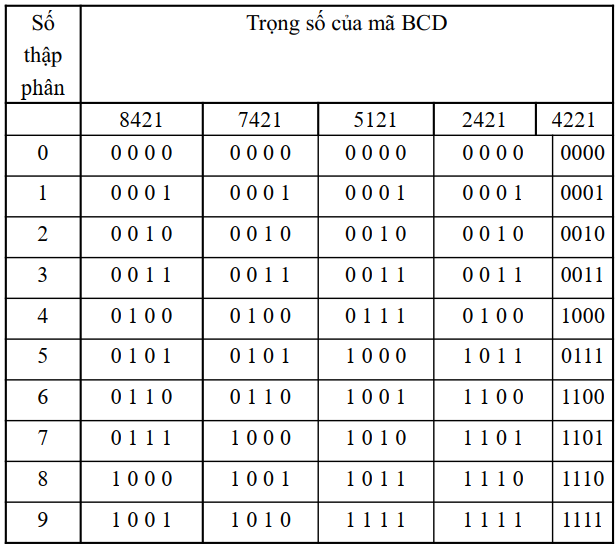 Số thập phân Trọng số của mã BCD
8421 7421 5121 2421 4221
0 0 0 0 0 0 0 0 0 0 0 0 0 0 0 0 0 0000
1 0 0 0 1 0 0 0 1 0 0 0 1 0 0 0 1 0001
2 0 0 1 0 0 0 1 0 0 0 1 0 0 0 1 0 0010
3 0 0 1 1 0 0 1 1 0 0 1 1 0 0 1 1 0011
4 0 1 0 0 0 1 0 0 0 1 1 1 0 1 0 0 1000
5 0 1 0 1 0 1 0 1 1 0 0 0 1 0 1 1 0111
6 0 1 1 0 0 1 1 0 1 0 0 1 1 1 0 0 1100
7 0 1 1 1 1 0 0 0 1 0 1 0 1 1 0 1 1101
8 1 0 0 0 1 0 0 1 1 0 1 1 1 1 1 0 1110
9 1 0 0 1 1 0 1 0 1 1 1 1 1 1 1 1 1111